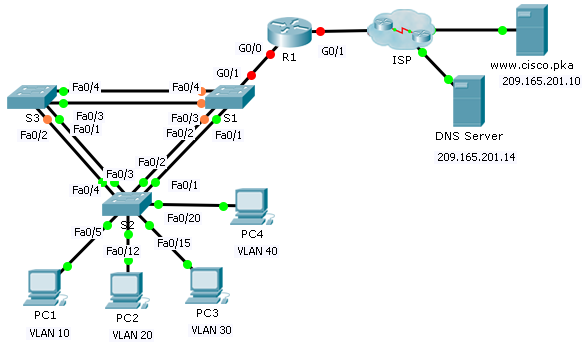 G0/0
R1
G0/1
ISP
www.cisco.pka
209.165.201.10
G0/1
Fa0/4
Fa0/4
S3
Fa0/3
Fa0/3
S1
Fa0/2
Fa0/1
Fa0/2
Fa0/1
DNS Server
209.165.201.14
Fa0/2
Fa0/3
Fa0/4
Fa0/1
S2
Fa0/20
PC4
VLAN 40
Fa0/5
Fa0/12
Fa0/15
PC1
PC2
PC3
VLAN 10
VLAN 20
VLAN 30